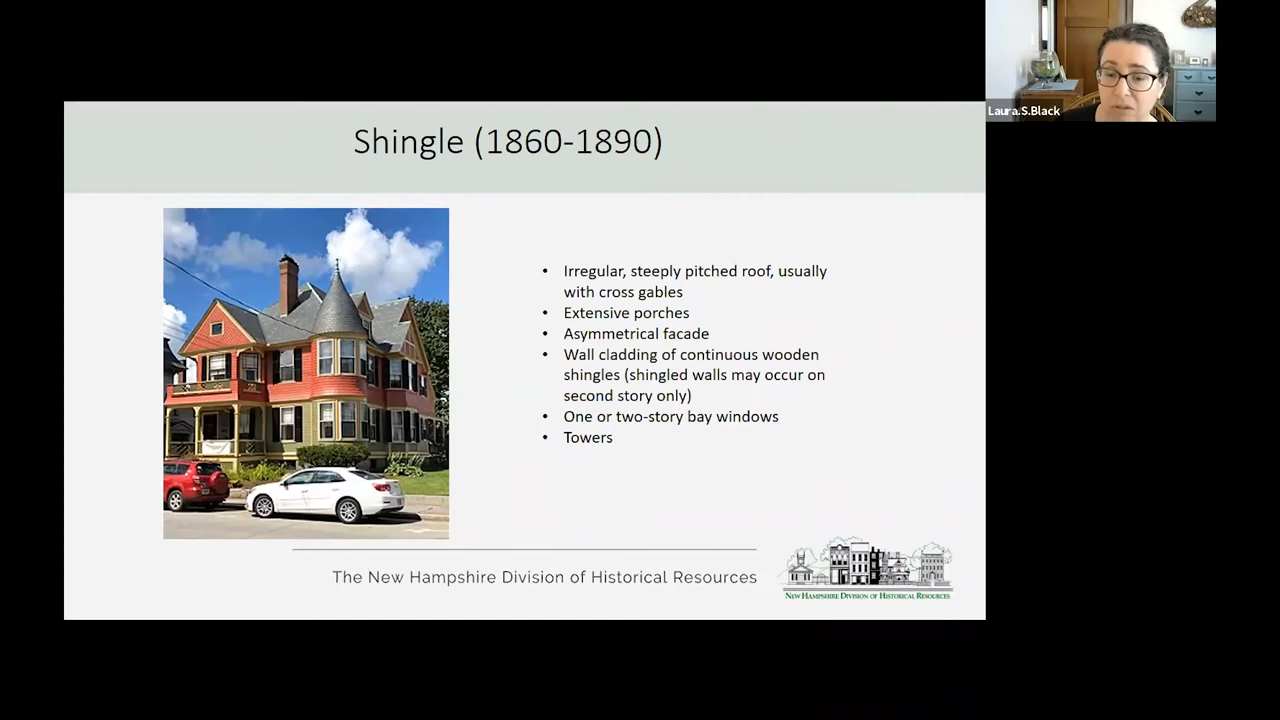 Laura.S.Black
Shingle (1860-1890)
• Irregular, steeply pitched roof, usually
with cross gables
• Extensive porches
• Asymmetrical facade
• Wall cladding of continuous wooden
shingles (shingled walls may occur on
second story only)
• One or two-story bay windows
• Towers
The New Hampshire Division of Historical Resources
NEW HAMPSHIRE DIVISION OF HISTORICAL RESOURCES